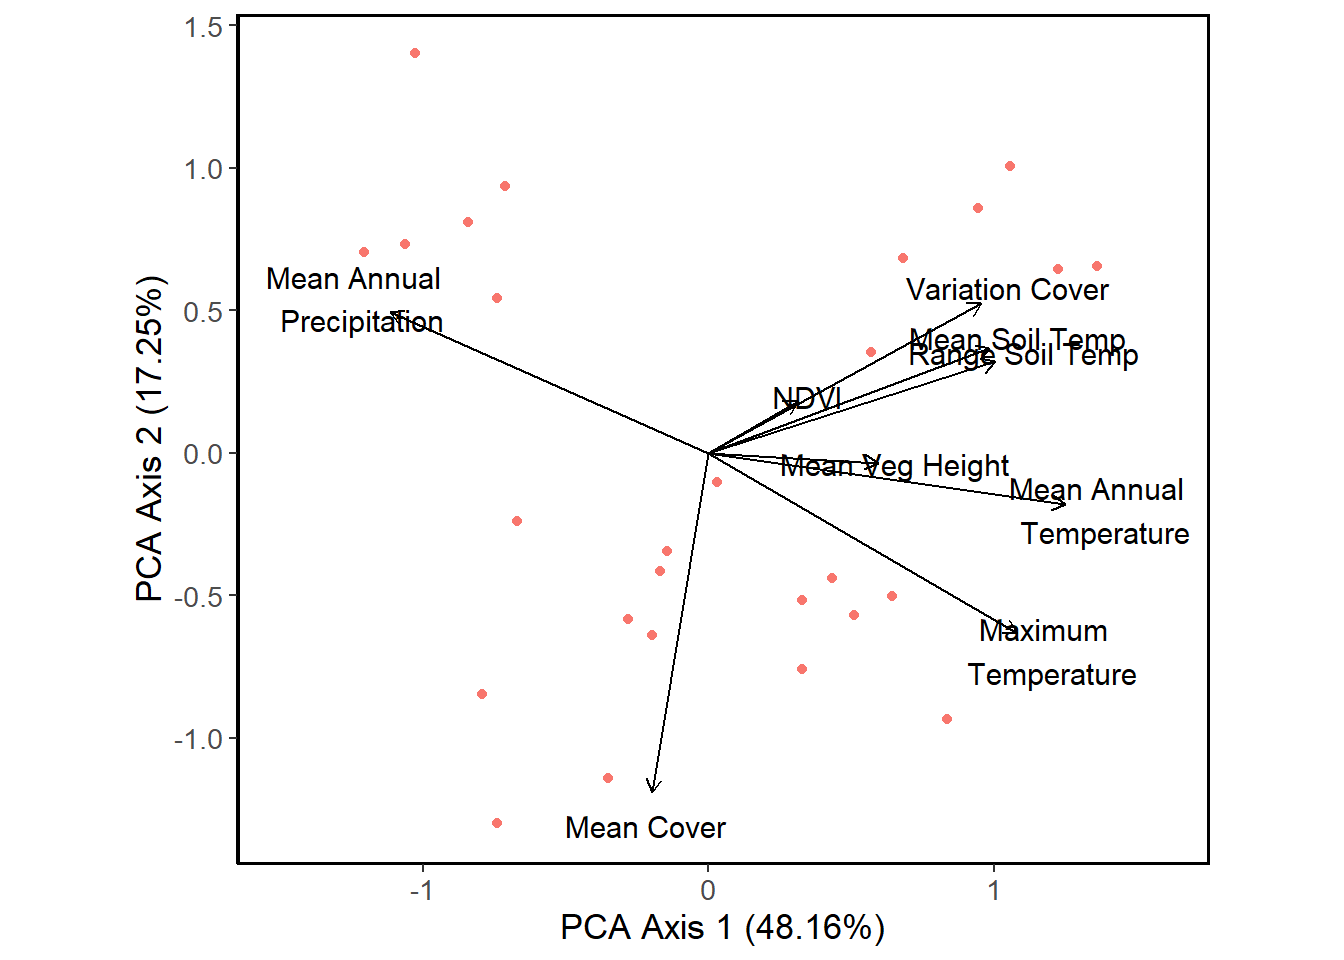 1.5
1.0
0.5
0.0
-0.5
-1.0
PCA Axis 2 (17.25%)
Mean Annual
Precipitation
Variation Cover
Mean Soil Temp
Range Soil Temp
NDVI
Mean Veg Height
Mean Annual
Temperature
Maximum
Temperature
Mean Cover
-1
0
1
PCA Axis 1 (48.16%)